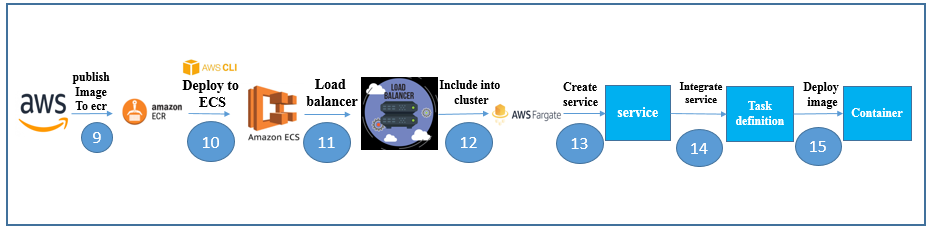 publish
Image
To ecr
aws
9
amazon
ECR
AWS CLI
Deploy to
ECS
10
Amazon ECS
Load
balancer
11
LOAD
BALANCER
Include into
cluster
12
AWS Fargate
Create
service
13
service
Integrate
service
14
Task
definition
Deploy
image
15
Container